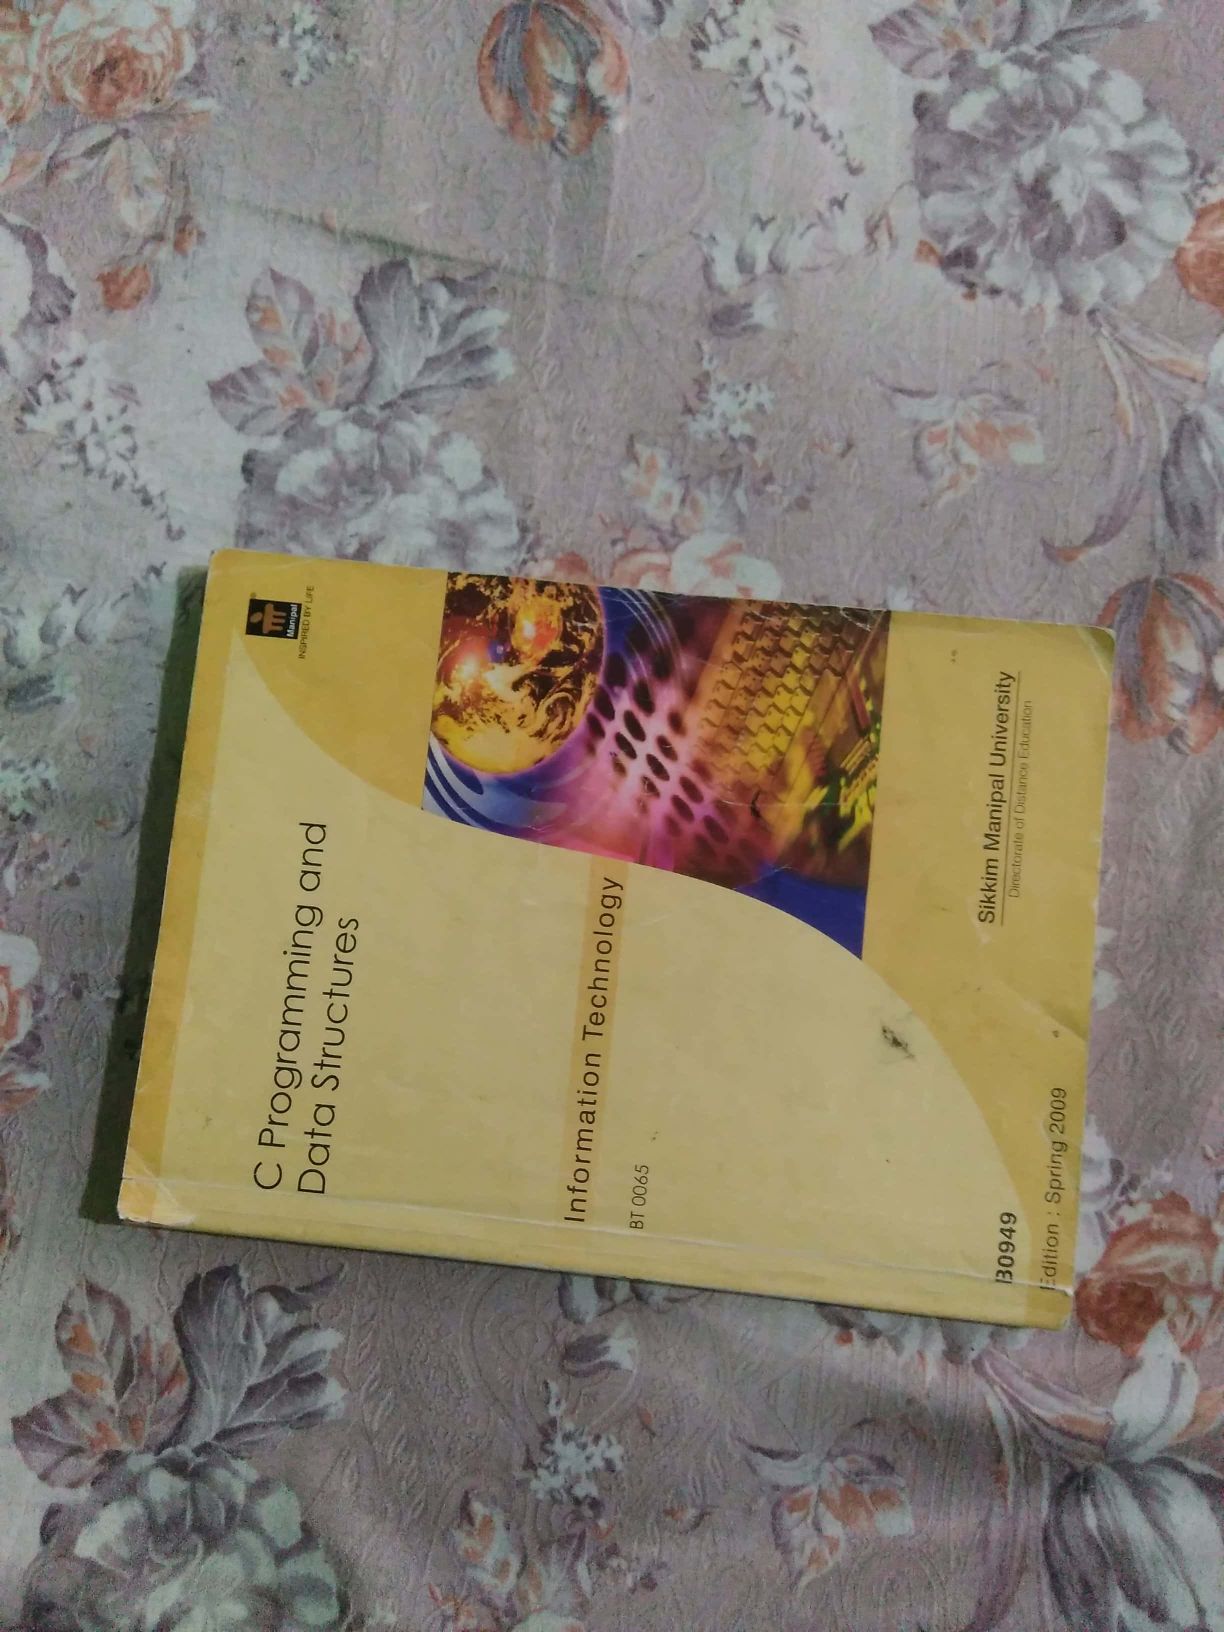 Manipal
INSPIRED BY LIFE
C Programming and
Data Structures
Information Technology
BT 0065
Sikkim Manipal University
Directorate of Distance Education
B0949
Edition : Spring 2009